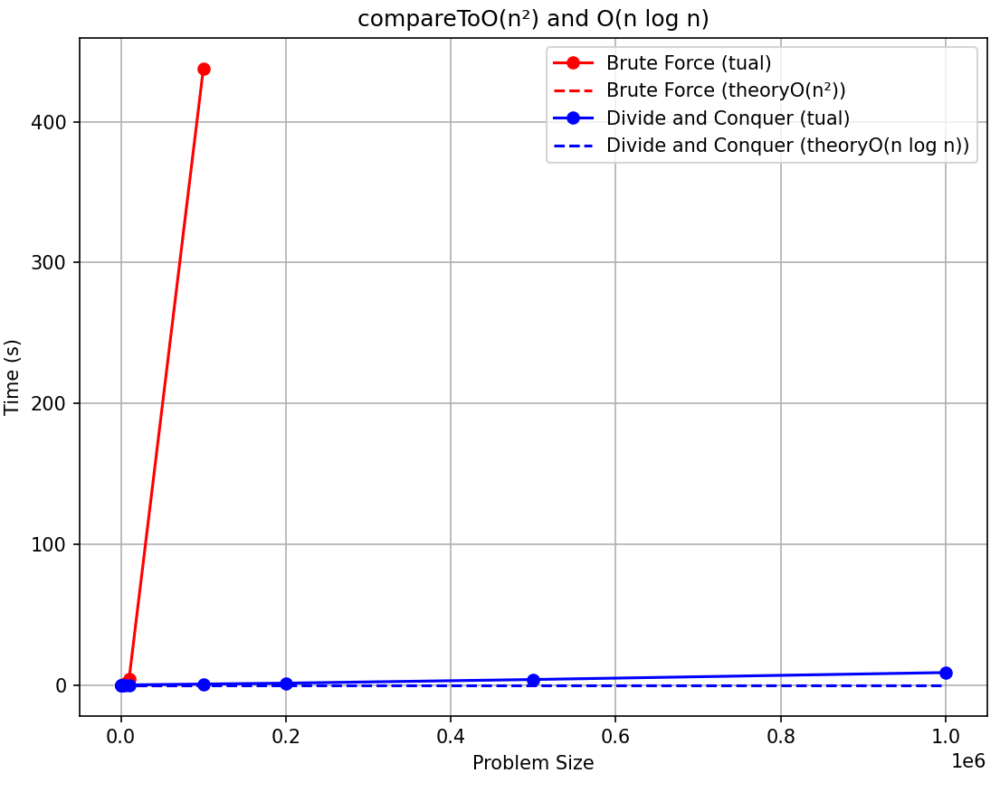 compareToO(n²) and O(n log n)
Brute Force (tual)
Brute Force (theoryO(n²))
Divide and Conquer (tual)
Divide and Conquer (theoryO(n log n))
400
300
200
100
0
Time (s)
0.0 0.2 0.4 0.6 0.8 1.0
1e6
Problem Size